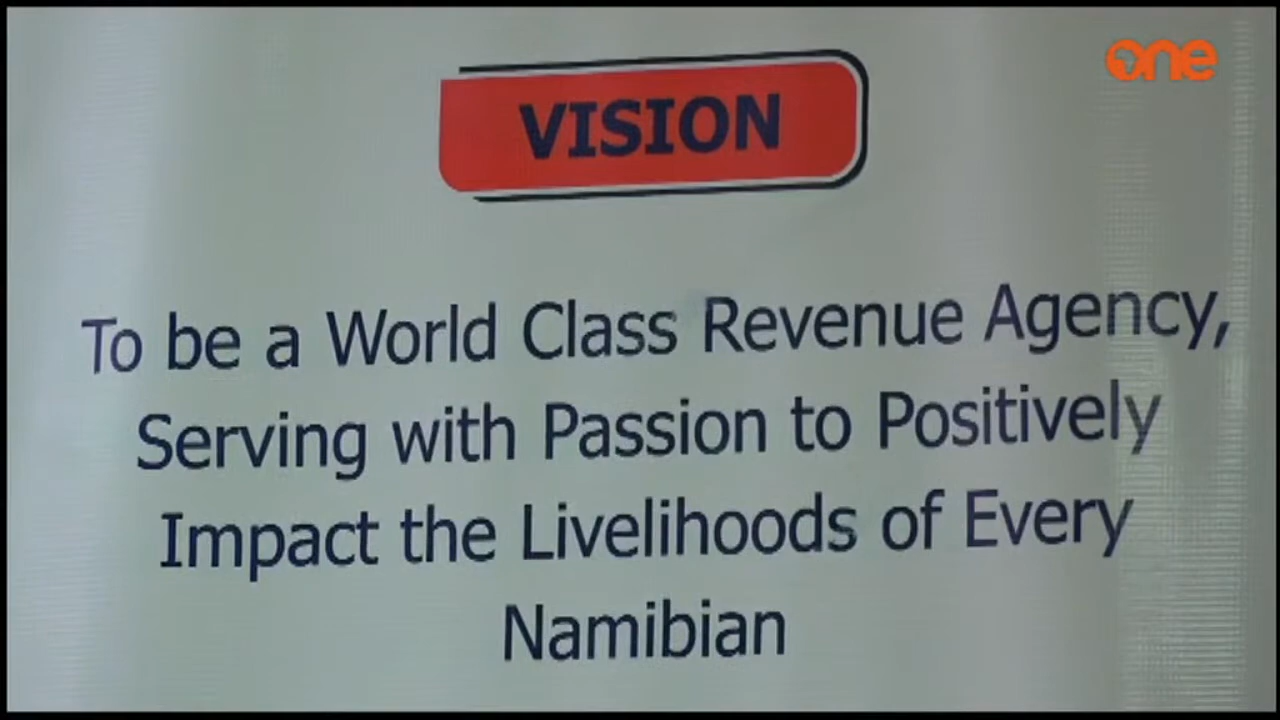 one
VISION
To be a World Class Revenue Agency,
Serving with Passion to Positively
Impact the Livelihoods of Every
Namibian